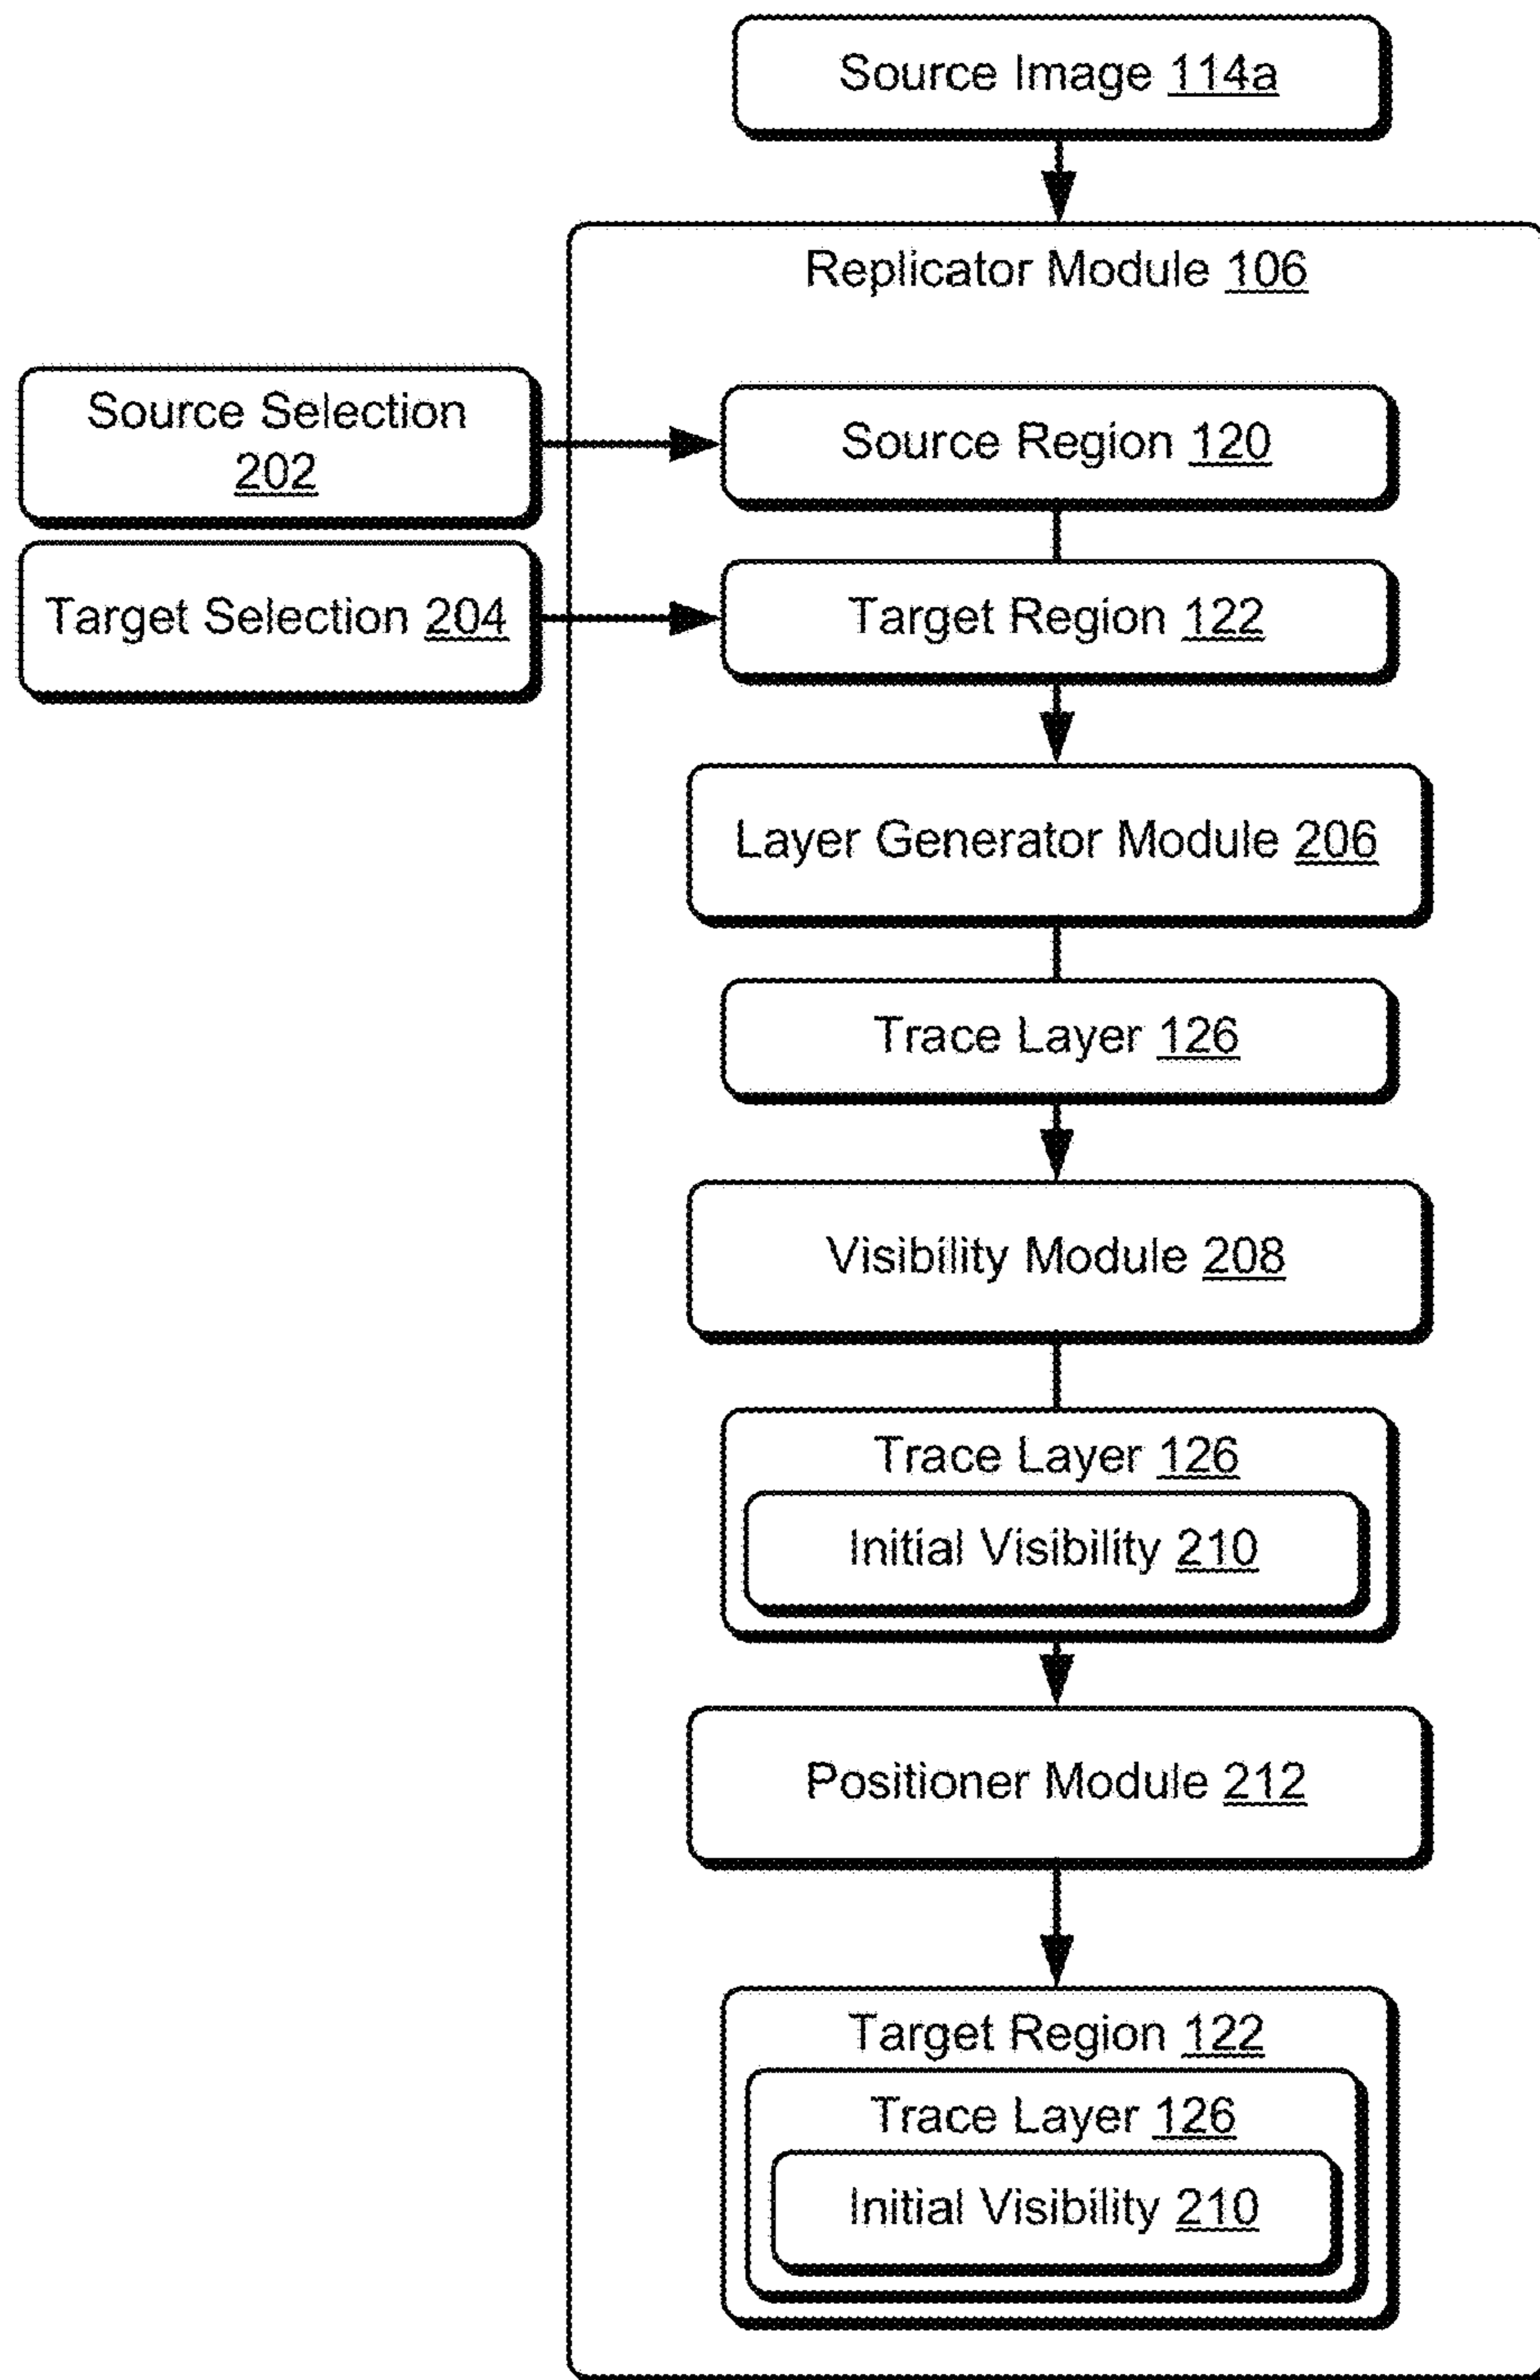 Source Image 114a
Replicator Module 106
Source Selection
202
Source Region 120
Target Selection 204
Target Region 122
Layer Generator Module 206
Trace Layer 126
Visibility Module 208
Trace Layer 126
Initial Visibility 210
Positioner Module 212
Target Region 122
Trace Layer 126
Initial Visibility 210